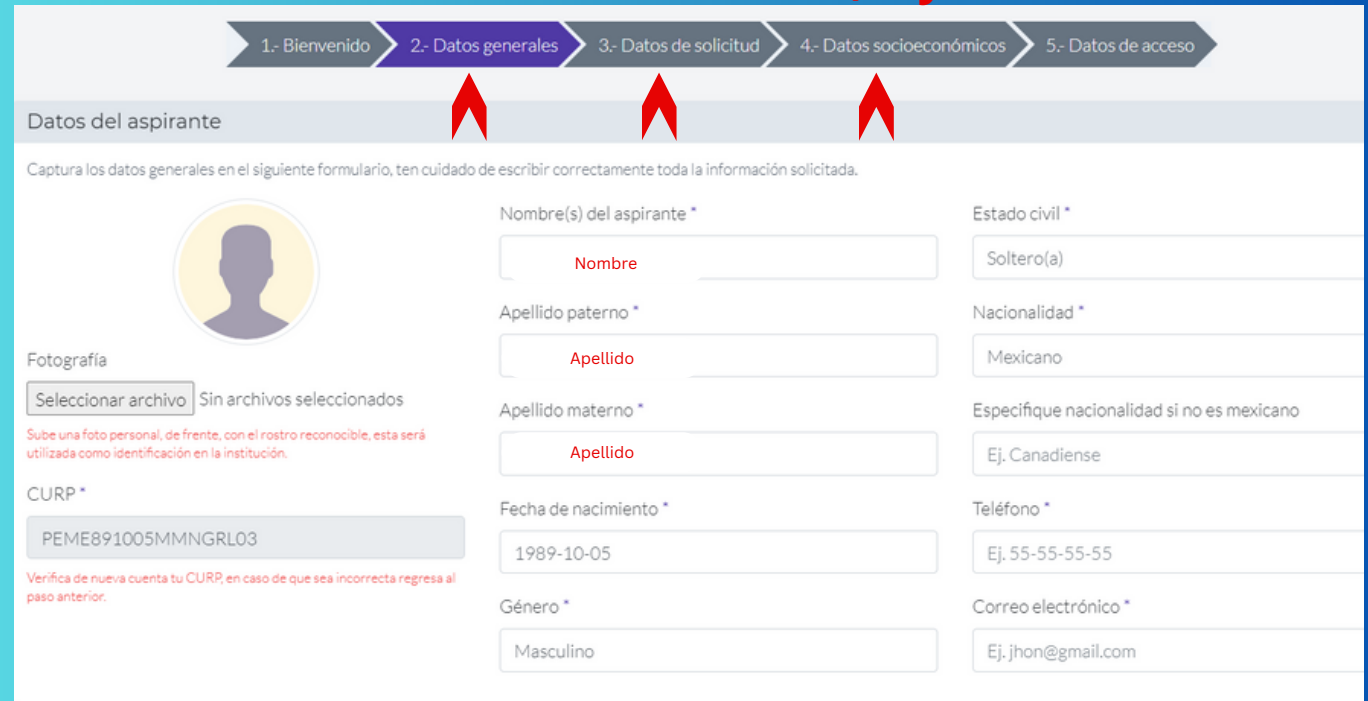 1.- Bienvenido
2.- Datos generales
3.- Datos de solicitud
4.- Datos socioeconómicos
5.- Datos de acceso
Datos del aspirante
Captura los datos generales en el siguiente formulario, ten cuidado de escribir correctamente toda la información solicitada.
Fotografía
Seleccionar archivo Sin archivos seleccionados
Sube una foto personal, de frente, con el rostro reconocible, esta será
utilizada como identificación en la institución.
CURP *
PEME891005MMNGRL03
Verifica de nueva cuenta tu CURP, en caso de que sea incorrecta regresa al
paso anterior.
Nombre(s) del aspirante *
Nombre
Apellido paterno *
Apellido
Apellido materno *
Apellido
Fecha de nacimiento *
1989-10-05
Género *
Masculino
Estado civil *
Soltero(a)
Nacionalidad *
Mexicano
Especifique nacionalidad si no es mexicano
Ej. Canadiense
Teléfono *
Ej. 55-55-55-55
Correo electrónico *
Ej. jhon@gmail.com